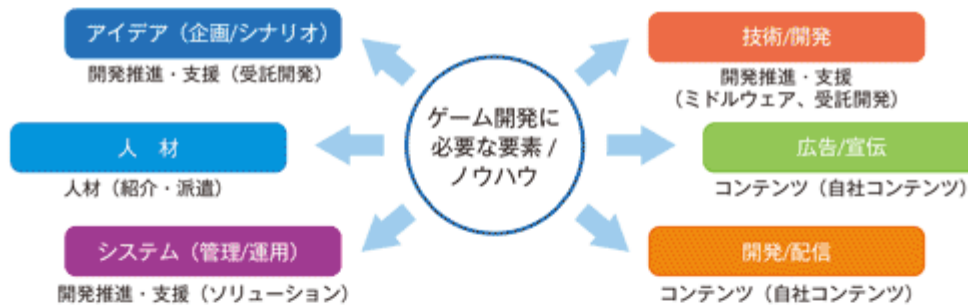 アイデア（企画/シナリオ）
開発推進・支援（受託開発）
人　材
人材（紹介・派遣）
システム（管理/運用）
開発推進・支援（ソリューション）
ゲーム開発に
必要な要素 /
ノウハウ
技術/開発
開発推進・支援
（ミドルウェア、受託開発）
広告/宣伝
コンテンツ（自社コンテンツ）
開発/配信
コンテンツ（自社コンテンツ）